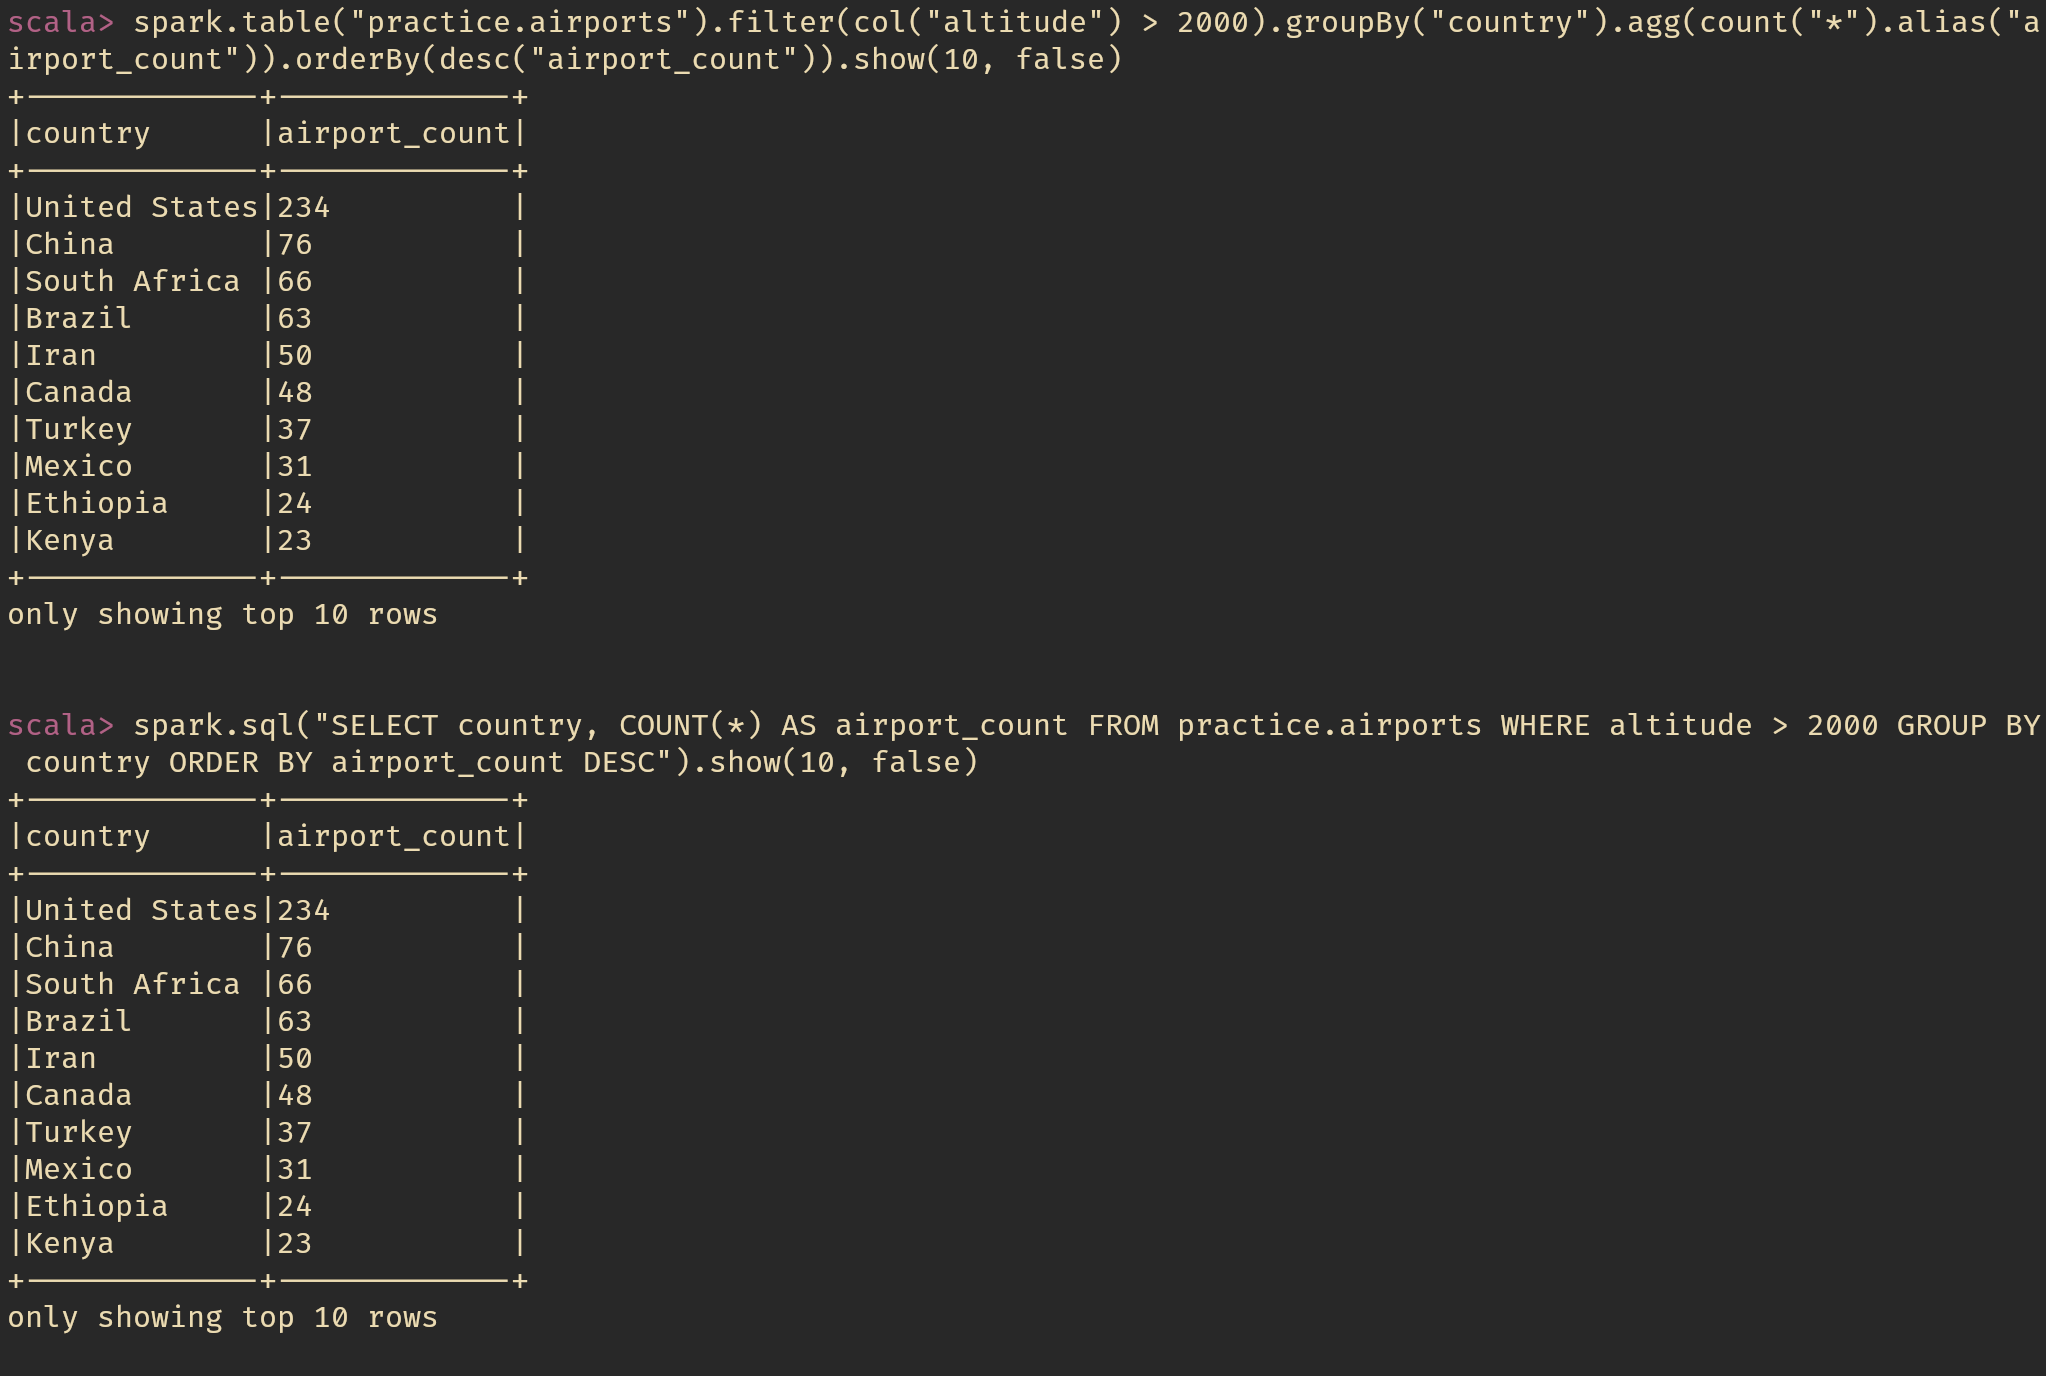 scala> spark.table("practice.airports").filter(col("altitude") > 2000).groupBy("country").agg(count("*").alias("a
irport_count")).orderBy(desc("airport_count")).show(10, false)
+-------------+-------------+
|country      |airport_count|
+-------------+-------------+
|United States|234          |
|China        |76           |
|South Africa |66           |
|Brazil       |63           |
|Iran         |50           |
|Canada       |48           |
|Turkey       |37           |
|Mexico       |31           |
|Ethiopia     |24           |
|Kenya        |23           |
+-------------+-------------+
only showing top 10 rows
scala> spark.sql("SELECT country, COUNT(*) AS airport_count FROM practice.airports WHERE altitude > 2000 GROUP BY
 country ORDER BY airport_count DESC").show(10, false)
+-------------+-------------+
|country      |airport_count|
+-------------+-------------+
|United States|234          |
|China        |76           |
|South Africa |66           |
|Brazil       |63           |
|Iran         |50           |
|Canada       |48           |
|Turkey       |37           |
|Mexico       |31           |
|Ethiopia     |24           |
|Kenya        |23           |
+-------------+-------------+
only showing top 10 rows